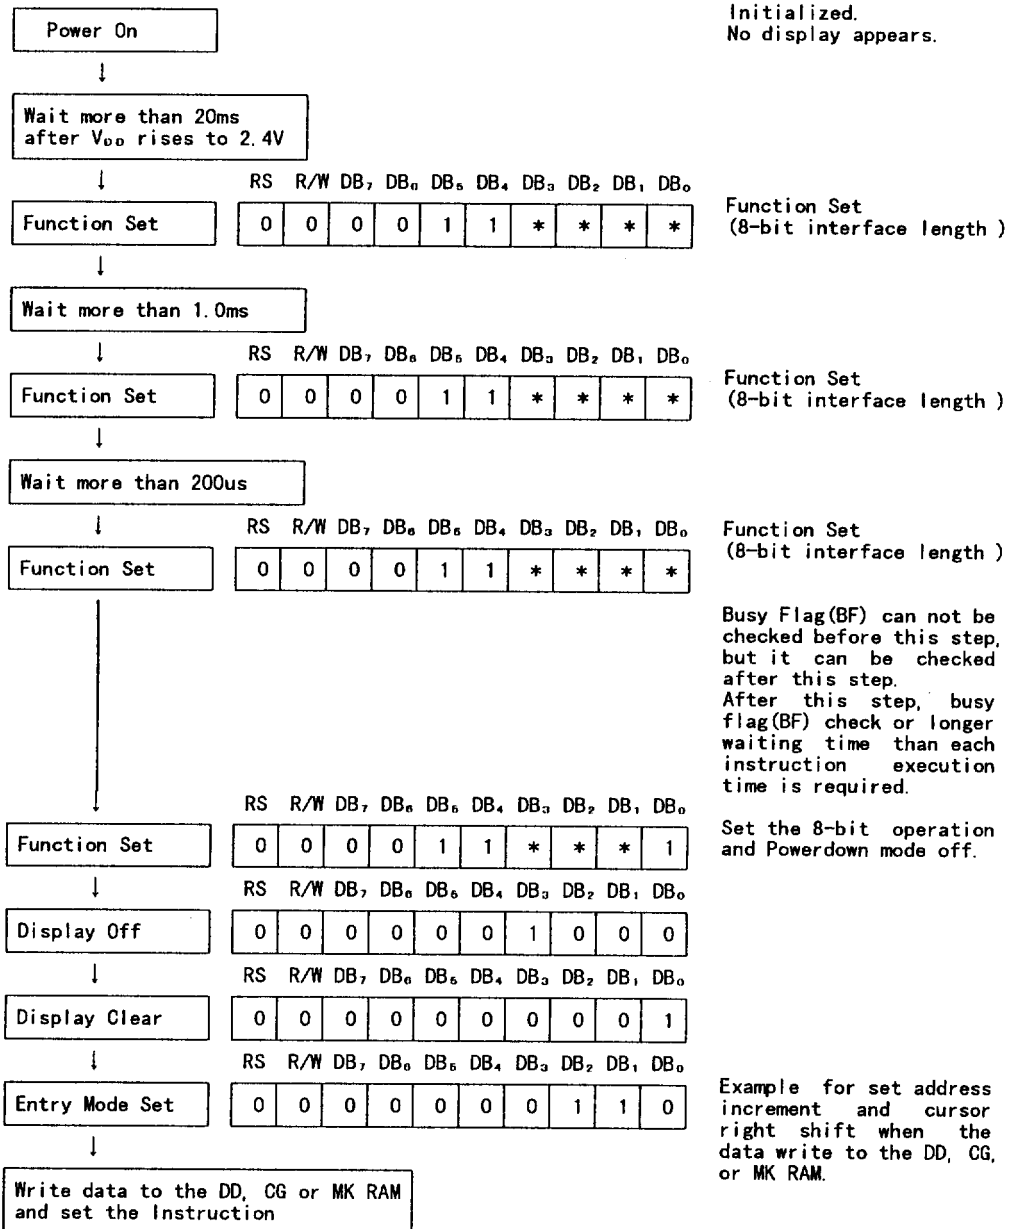 Power On
Initialized.
No display appears.
Wait more than 20ms
after VDD rises to 2.4V
RS R/W DB7 DB6 DB5 DB4 DB3 DB2 DB1 DB0
Function Set
0 0 0 0 1 1 * * * *
Function Set
(8-bit interface length )
Wait more than 1.0ms
RS R/W DB7 DB6 DB5 DB4 DB3 DB2 DB1 DB0
Function Set
0 0 0 0 1 1 * * * *
Function Set
(8-bit interface length )
Wait more than 200us
RS R/W DB7 DB6 DB5 DB4 DB3 DB2 DB1 DB0
Function Set
0 0 0 0 1 1 * * * *
Function Set
(8-bit interface length )
Busy Flag(BF) can not be
checked before this step,
but it can be checked
after this step.
After this step, busy
flag(BF) check or longer
waiting time than each
instruction execution
time is required.
RS R/W DB7 DB6 DB5 DB4 DB3 DB2 DB1 DB0
Function Set
0 0 0 0 1 1 * * * 1
Set the 8-bit operation
and Powerdown mode off.
RS R/W DB7 DB6 DB5 DB4 DB3 DB2 DB1 DB0
Display Off
0 0 0 0 0 0 1 0 0 0
RS R/W DB7 DB6 DB5 DB4 DB3 DB2 DB1 DB0
Display Clear
0 0 0 0 0 0 0 0 0 1
RS R/W DB7 DB6 DB5 DB4 DB3 DB2 DB1 DB0
Entry Mode Set
0 0 0 0 0 0 0 1 1 0
Example for set address
increment and cursor
right shift when the
data write to the DD, CG,
or MK RAM.
Write data to the DD, CG or MK RAM
and set the Instruction